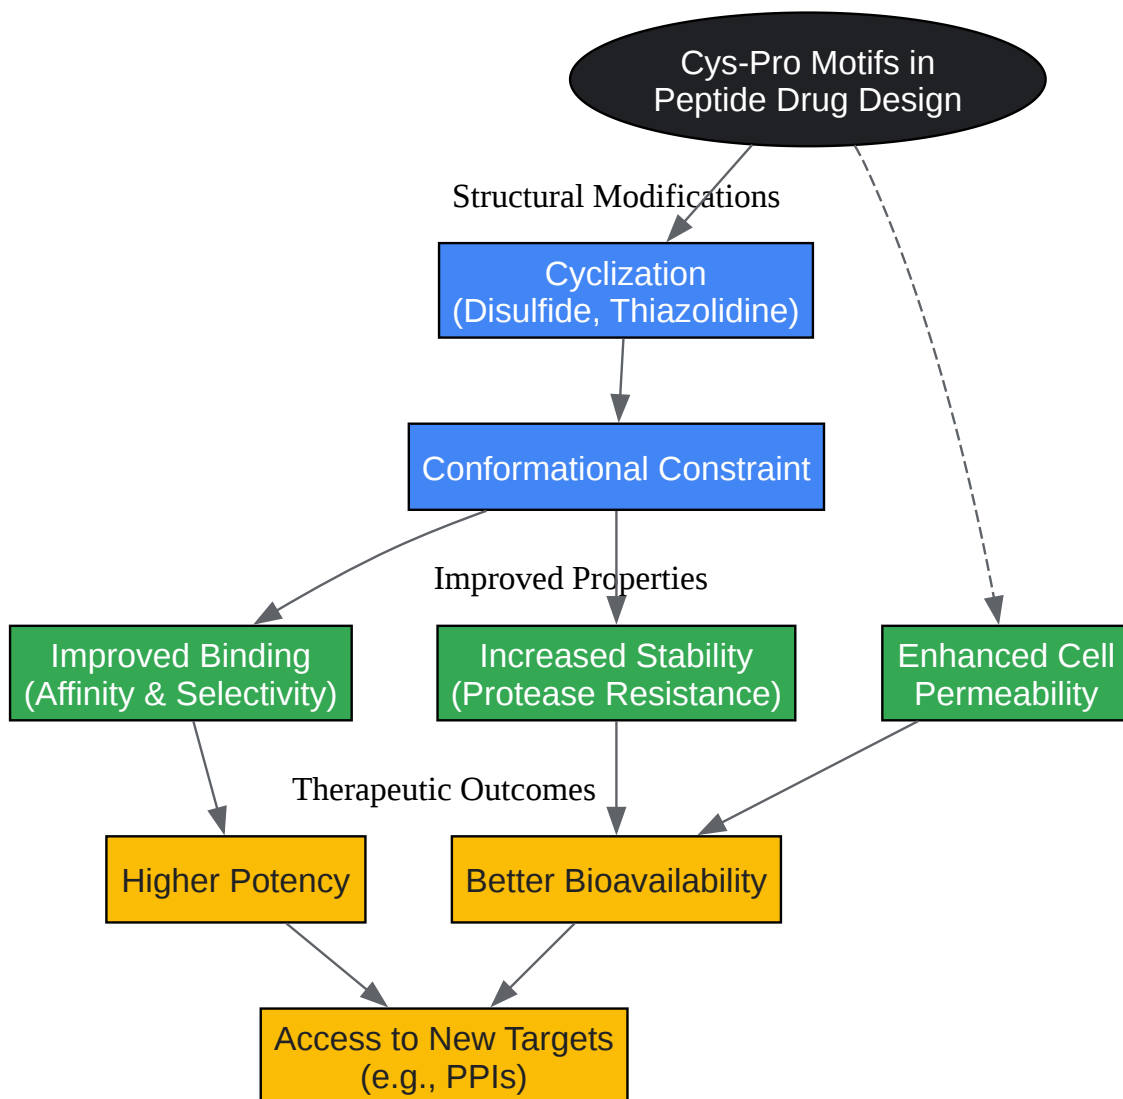 Cys-Pro Motifs in
Peptide Drug Design
Structural Modifications
Cyclization
(Disulfide, Thiazolidine)
Conformational Constraint
Improved Properties
Improved Binding
(Affinity & Selectivity)
Increased Stability
(Protease Resistance)
Enhanced Cell
Permeability
Therapeutic Outcomes
Higher Potency
Better Bioavailability
Access to New Targets
(e.g., PPIs)